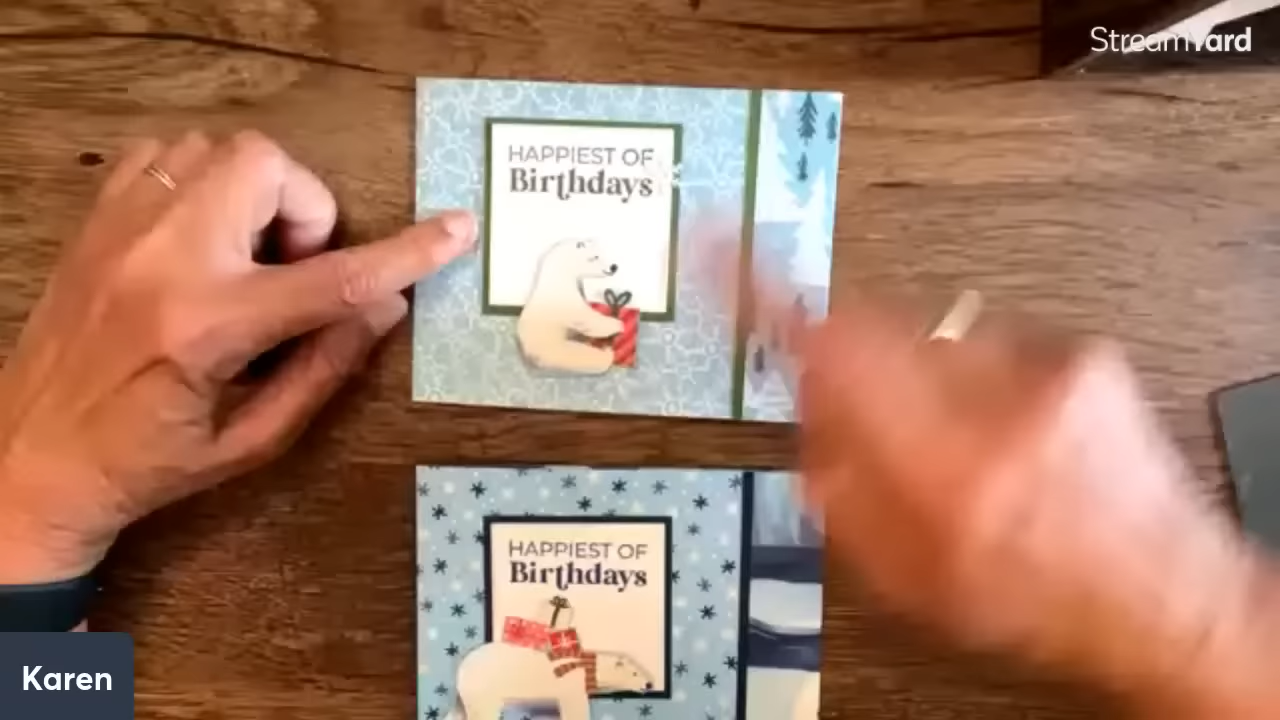 StreamYard
HAPPIEST OF
Birthdays
HAPPIEST OF
Birthdays
Karen